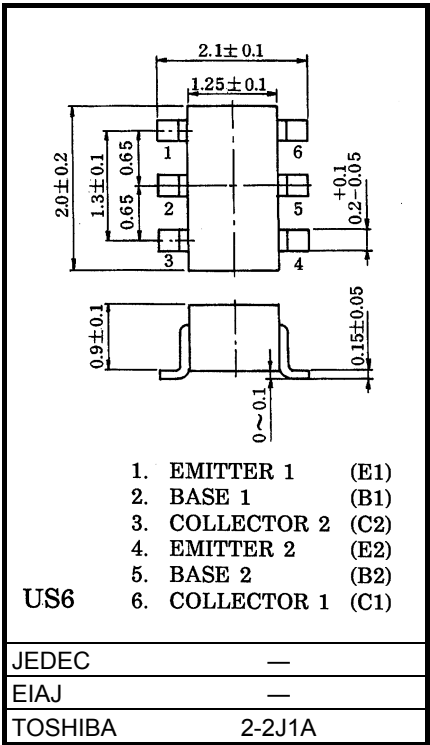 2.1±0.1
1.25±0.1
1
6
2
5
3
4
2.0±0.2
1.3±0.1
0.65
0.65
+0.1
0.2-0.05
0.9±0.1
0.15±0.05
0~0.1
1. EMITTER 1 (E1)
2. BASE 1 (B1)
3. COLLECTOR 2 (C2)
4. EMITTER 2 (E2)
5. BASE 2 (B2)
US6 6. COLLECTOR 1 (C1)
JEDEC —
EIAJ —
TOSHIBA 2-2J1A